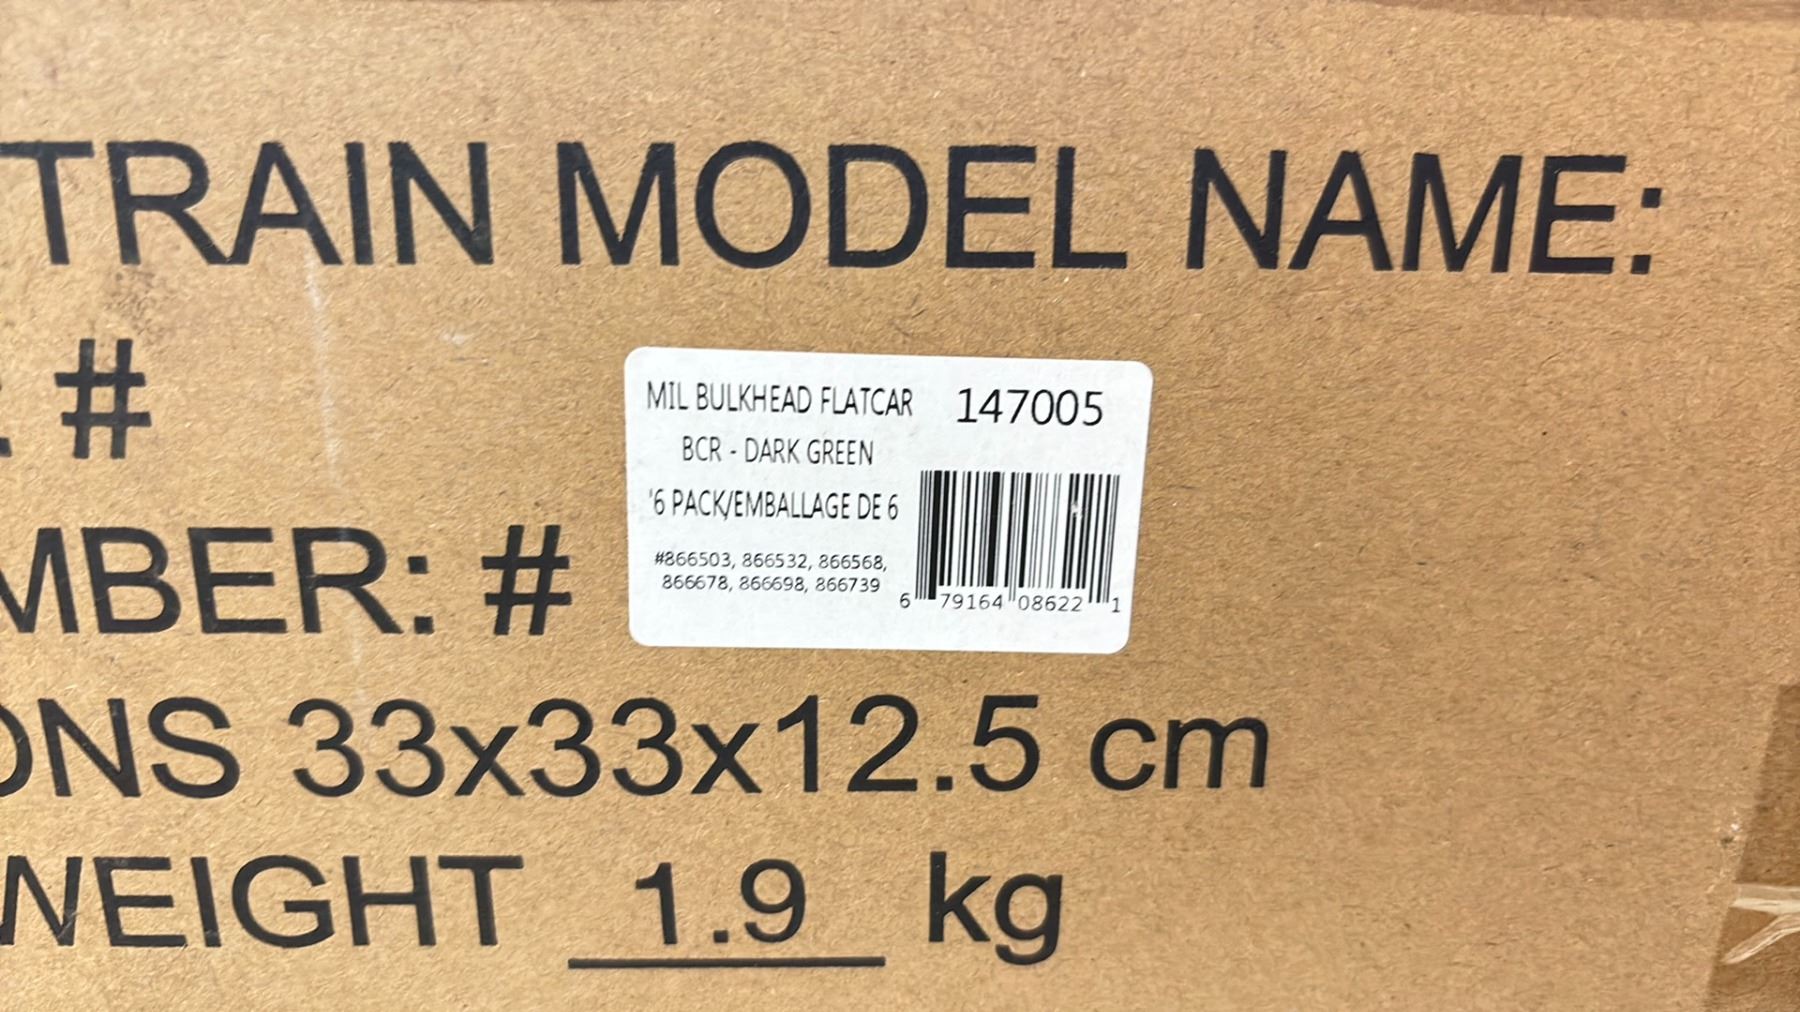 TRAIN MODEL NAME:
#
MIL BULKHEAD FLATCAR 147005
BCR - DARK GREEN
'6 PACK/EMBALLAGE DE 6
#866503, 866532, 866568,
866678, 866698, 866739
6 79164 08622 1
MBER: #
ONS 33x33x12.5 cm
WEIGHT 1.9 kg